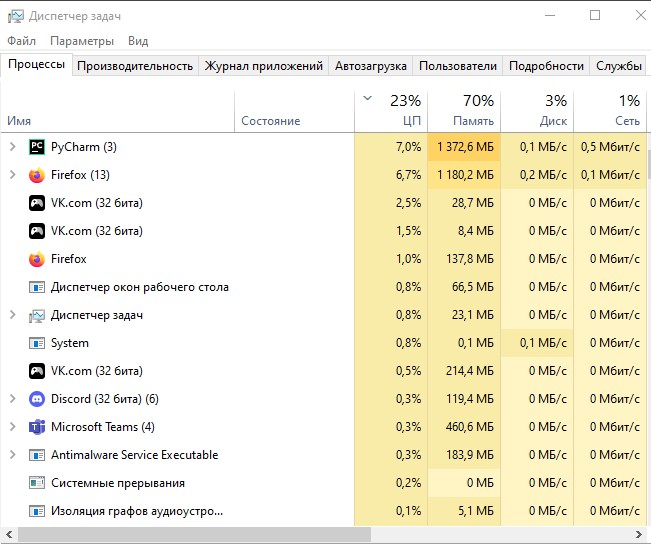 Диспетчер задач
Файл Параметры Вид
Процессы Производительность Журнал приложений Автозагрузка Пользователи Подробности Службы
23% 70% 3% 1%
Имя Состояние ЦП Память Диск Сеть
PyCharm (3) 7,0% 1 372,6 МБ 0,1 МБ/с 0,5 Мбит/с
Firefox (13) 6,7% 1 180,2 МБ 0,2 МБ/с 0,1 Мбит/с
VK.com (32 бита) 2,5% 28,7 МБ 0 МБ/с 0 Мбит/с
VK.com (32 бита) 1,5% 8,4 МБ 0 МБ/с 0 Мбит/с
Firefox 1,0% 137,8 МБ 0 МБ/с 0 Мбит/с
Диспетчер окон рабочего стола 0,8% 66,5 МБ 0 МБ/с 0 Мбит/с
Диспетчер задач 0,8% 23,1 МБ 0 МБ/с 0 Мбит/с
System 0,8% 0,1 МБ 0,1 МБ/с 0 Мбит/с
VK.com (32 бита) 0,5% 214,4 МБ 0 МБ/с 0 Мбит/с
Discord (32 бита) (6) 0,3% 119,4 МБ 0 МБ/с 0 Мбит/с
Microsoft Teams (4) 0,3% 460,6 МБ 0 МБ/с 0 Мбит/с
Antimalware Service Executable 0,3% 183,9 МБ 0 МБ/с 0 Мбит/с
Системные прерывания 0,2% 0 МБ 0 МБ/с 0 Мбит/с
Изоляция графов аудиоустро... 0,1% 5,1 МБ 0 МБ/с 0 Мбит/с